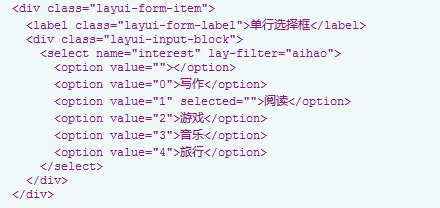 <div class="layui-form-item">
<label class="layui-form-label">单行选择框</label>
<div class="layui-input-block">
<select name="interest" lay-filter="aihao">
<option value=""></option>
<option value="0">写作</option>
<option value="1" selected="">阅读</option>
<option value="2">游戏</option>
<option value="3">音乐</option>
<option value="4">旅行</option>
</select>
</div>
</div>